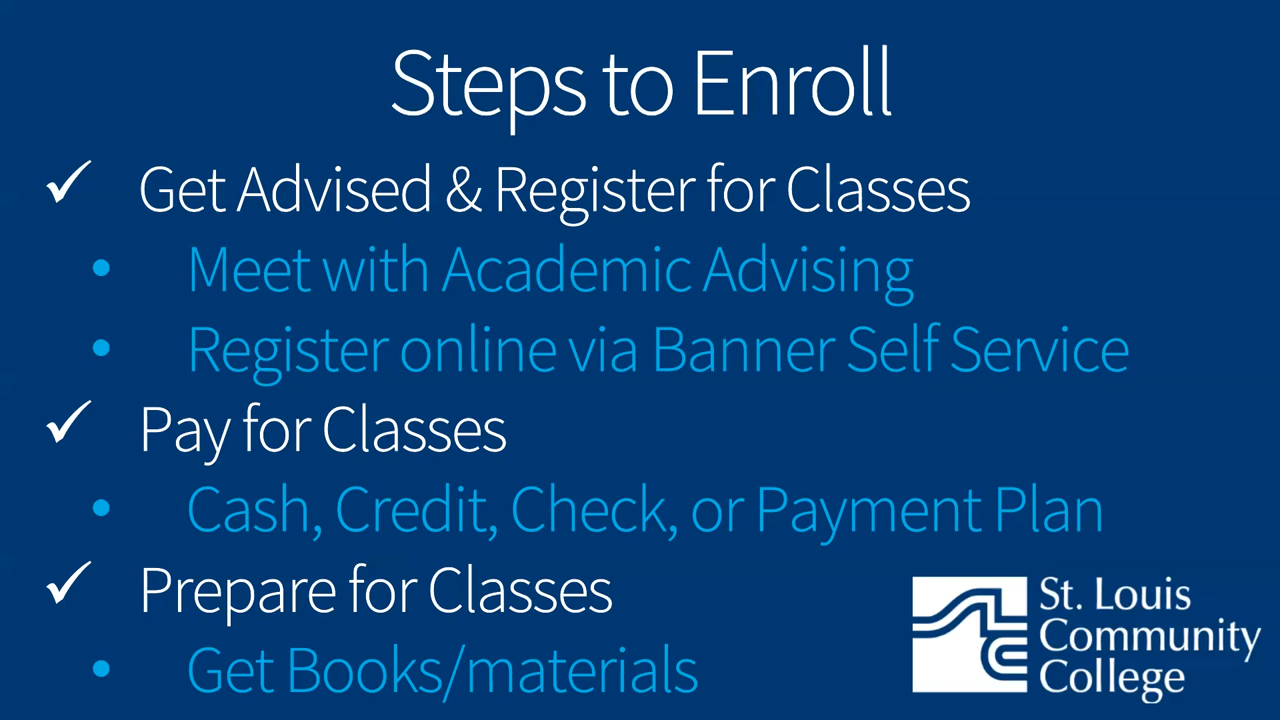 Steps to Enroll
✓ Get Advised & Register for Classes
• Meet with Academic Advising
• Register online via Banner Self Service
✓ Pay for Classes
• Cash, Credit, Check, or Payment Plan
✓ Prepare for Classes
• Get Books/materials
St. Louis
Community
College